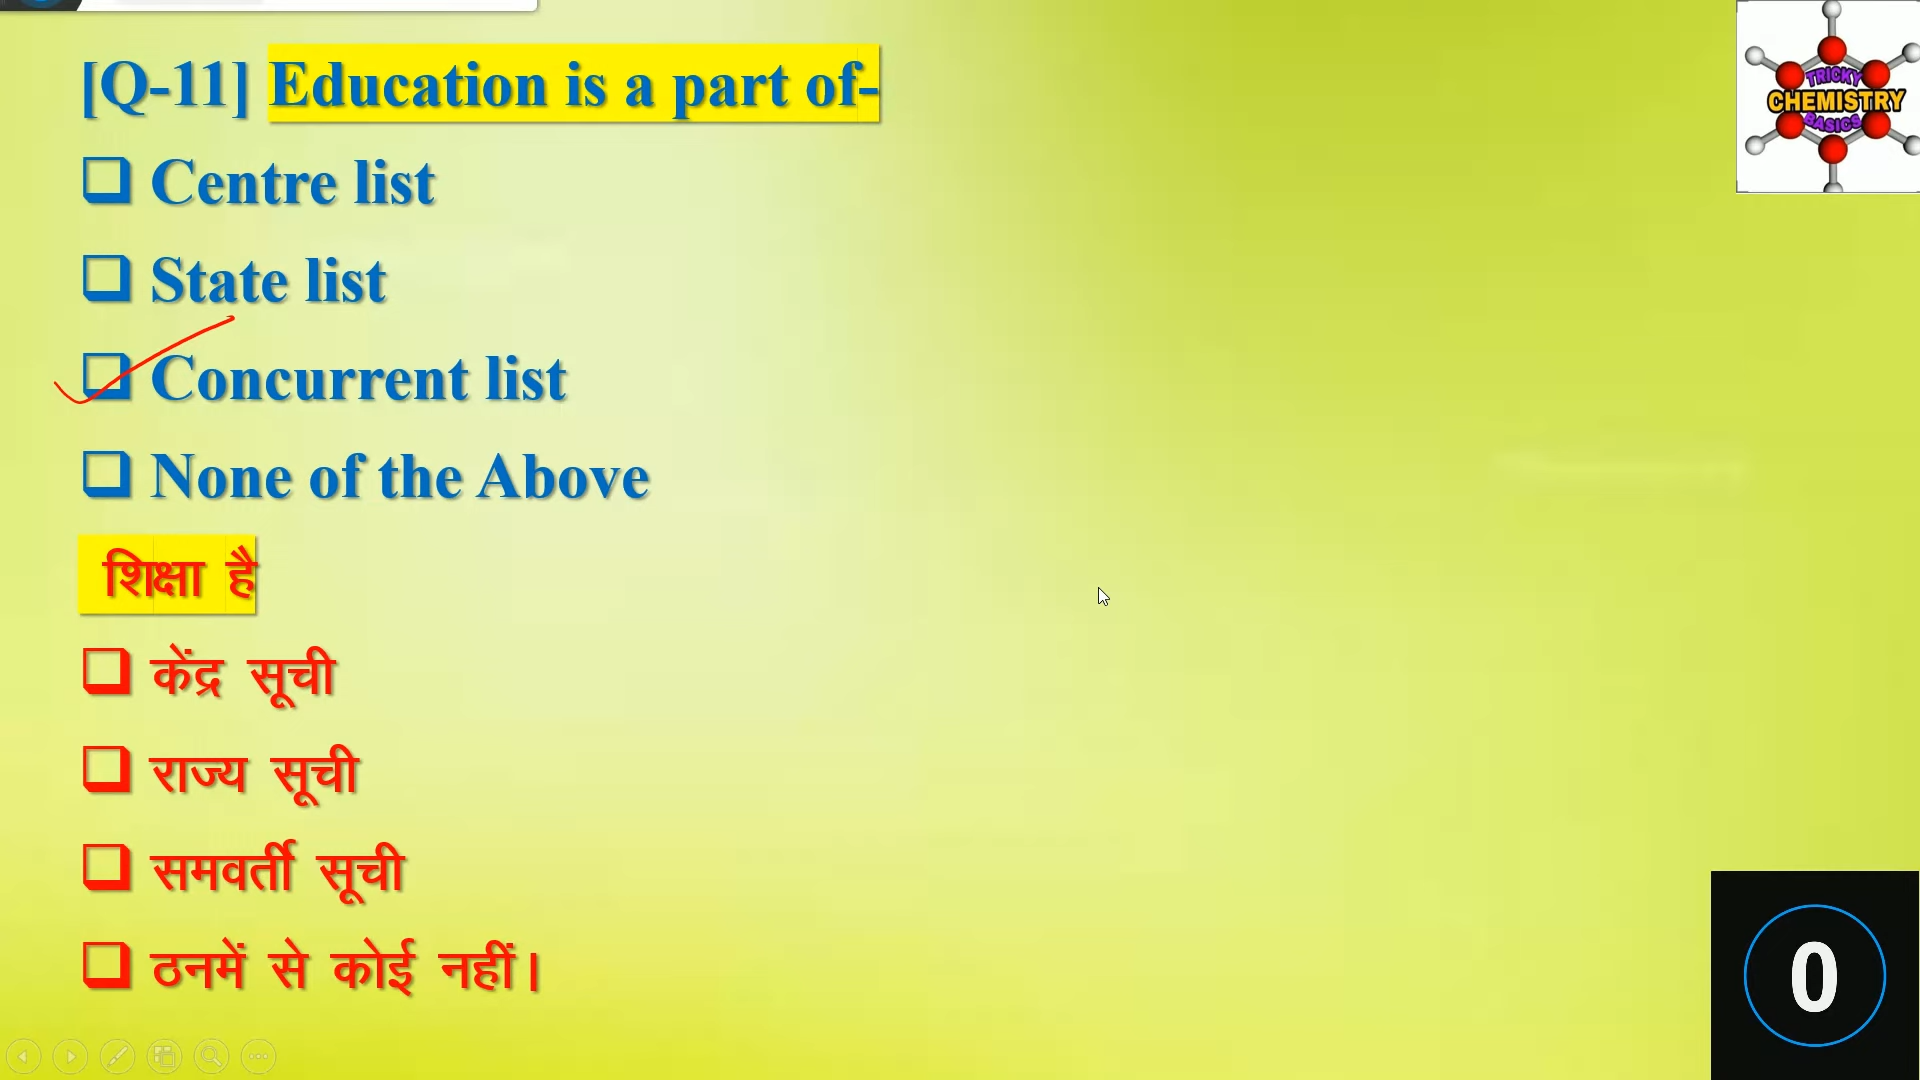 [Q-11] Education is a part of-
Centre list
State list
Concurrent list
None of the Above
शिक्षा है
केंद्र सूची
राज्य सूची
समवर्ती सूची
ठनमें से कोई नहीं।
TRICKY
CHEMISTRY
BASICS
0